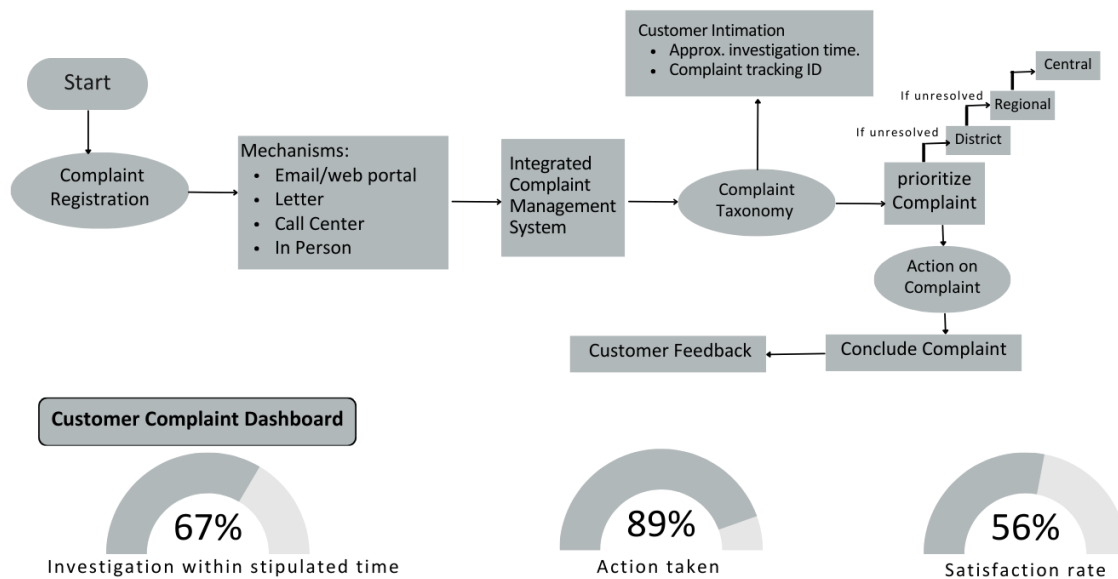 Start
Complaint
Registration
Mechanisms:
• Email/web portal
• Letter
• Call Center
• In Person
Integrated
Complaint
Management
System
Complaint
Taxonomy
Customer Intimation
• Approx. investigation time.
• Complaint tracking ID
prioritize
Complaint
If unresolved
District
If unresolved
Regional
Central
Action on
Complaint
Conclude Complaint
Customer Feedback
Customer Complaint Dashboard
67%
Investigation within stipulated time
89%
Action taken
56%
Satisfaction rate